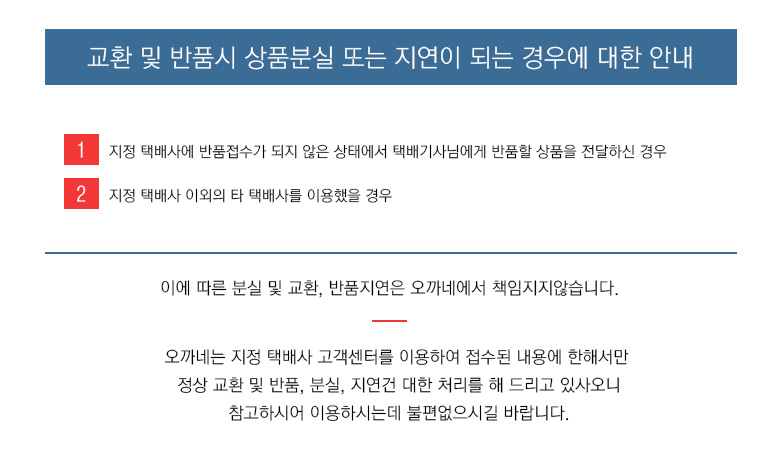 교환 및 반품시 상품분실 또는 지연이 되는 경우에 대한 안내
1 지정 택배사에 반품접수가 되지 않은 상태에서 택배기사님에게 반품할 상품을 전달하신 경우
2 지정 택배사 이외의 타 택배사를 이용했을 경우
이에 따른 분실 및 교환, 반품지연은 오까네에서 책임지지않습니다.
오까네는 지정 택배사 고객센터를 이용하여 접수된 내용에 한해서만
정상 교환 및 반품, 분실, 지연건 대한 처리를 해 드리고 있사오니
참고하시어 이용하시는데 불편없으시길 바랍니다.